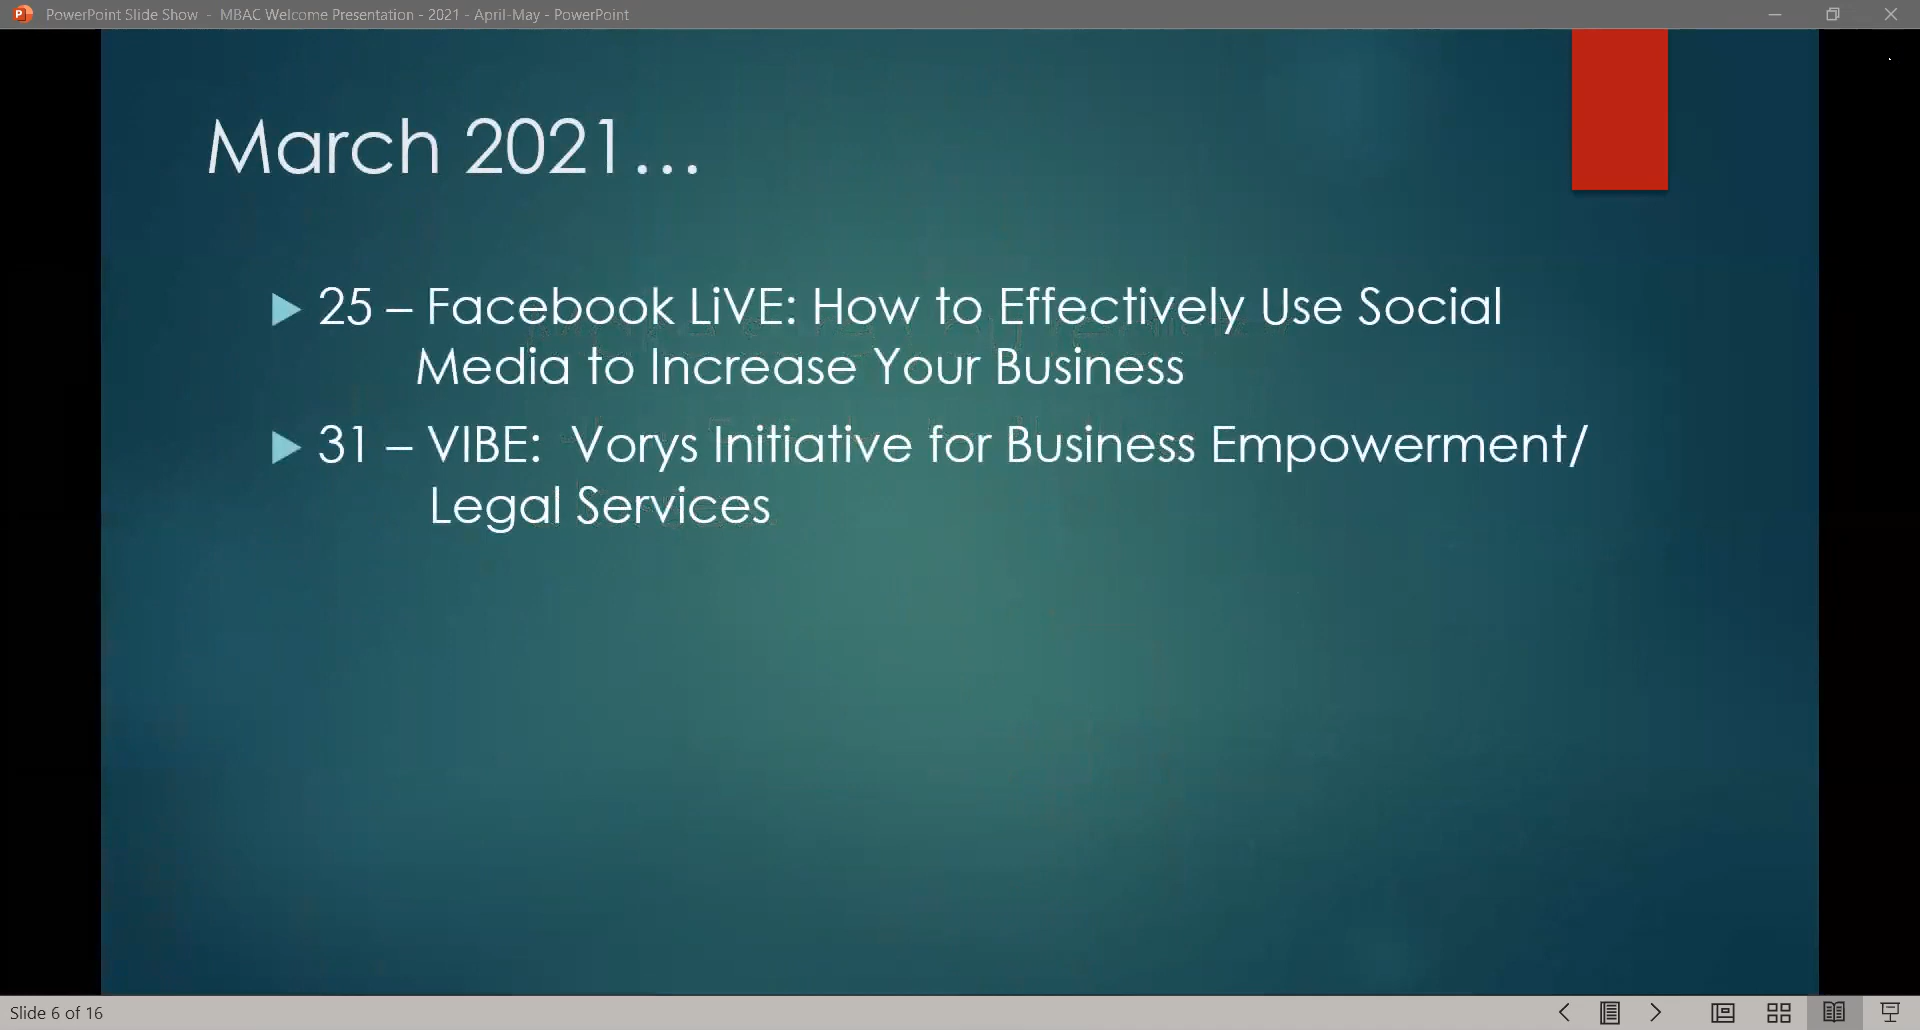 PowerPoint Slide Show - MBAC Welcome Presentation - 2021 - April-May - PowerPoint
March 2021...
25 – Facebook LiVE: How to Effectively Use Social
Media to Increase Your Business
31 – VIBE: Vorys Initiative for Business Empowerment/
Legal Services
Slide 6 of 16